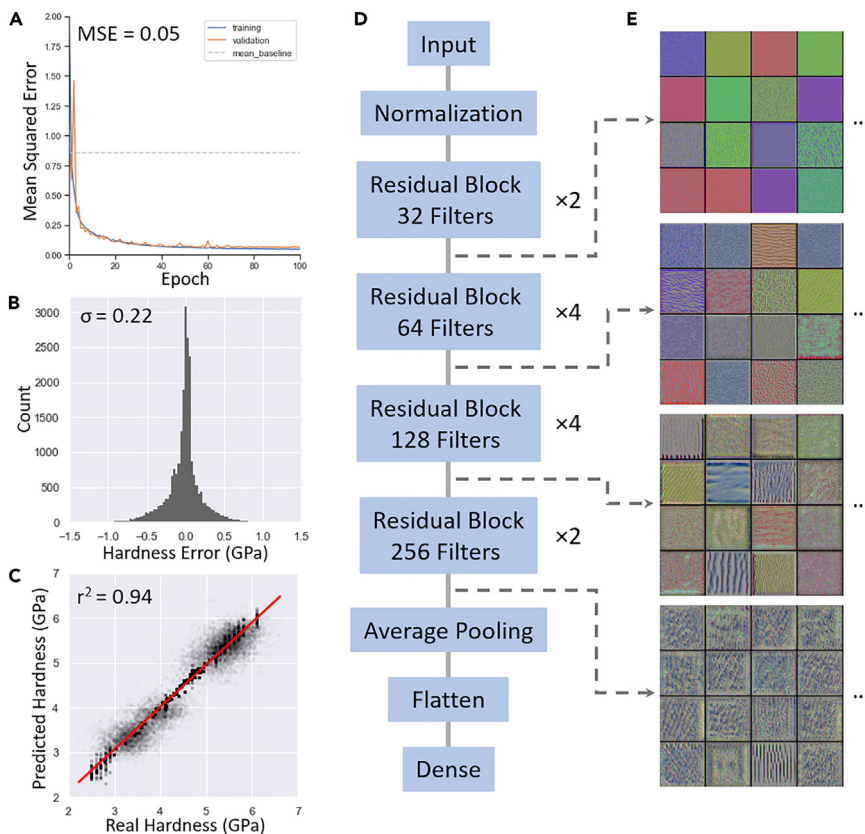 A
MSE = 0.05
training
validation
mean_baseline
2.00
1.75
1.50
1.25
1.00
0.75
0.50
0.25
0.00
0
20
40
60
80
100
Mean Squared Error
Epoch
B
σ = 0.22
3000
2500
2000
1500
1000
500
0
−1.5
−1.0
−0.5
0.0
0.5
1.0
1.5
Count
Hardness Error (GPa)
C
r² = 0.94
7
6
5
4
3
2
2
3
4
5
6
7
Predicted Hardness (GPa)
Real Hardness (GPa)
D
Input
Normalization
Residual Block
32 Filters
×2
Residual Block
64 Filters
×4
Residual Block
128 Filters
×4
Residual Block
256 Filters
×2
Average Pooling
Flatten
Dense
E
..
..
..
..